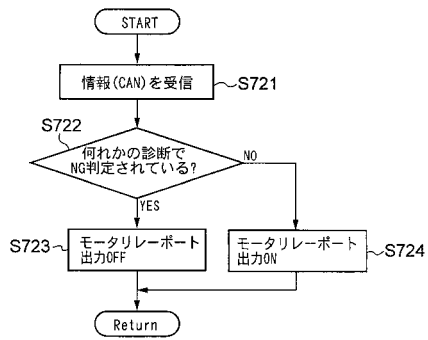 START
情報(CAN)を受信
S721
S722
何れかの診断で
NG判定されている?
NO
YES
S723
モータリレーポート
出力OFF
モータリレーポート
出力ON
S724
Return